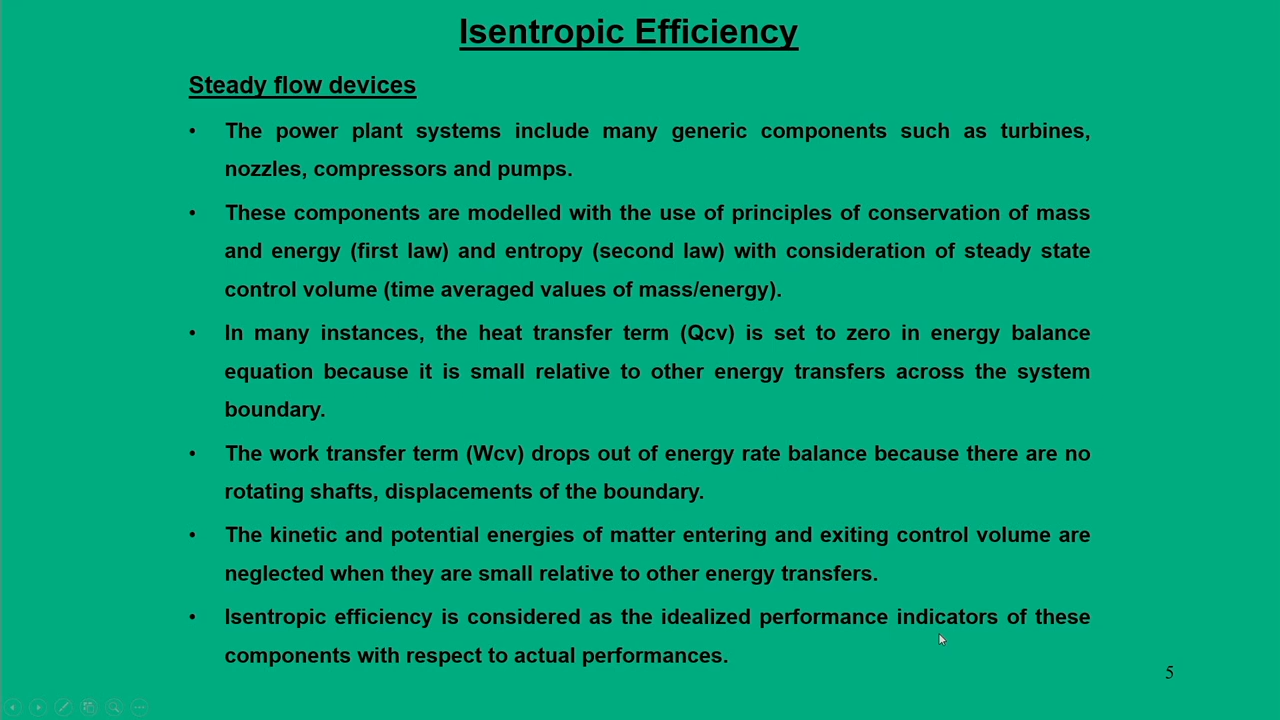 Isentropic Efficiency
Steady flow devices
• The power plant systems include many generic components such as turbines,
nozzles, compressors and pumps.
• These components are modelled with the use of principles of conservation of mass
and energy (first law) and entropy (second law) with consideration of steady state
control volume (time averaged values of mass/energy).
• In many instances, the heat transfer term (Qcv) is set to zero in energy balance
equation because it is small relative to other energy transfers across the system
boundary.
• The work transfer term (Wcv) drops out of energy rate balance because there are no
rotating shafts, displacements of the boundary.
• The kinetic and potential energies of matter entering and exiting control volume are
neglected when they are small relative to other energy transfers.
• Isentropic efficiency is considered as the idealized performance indicators of these
components with respect to actual performances.
5